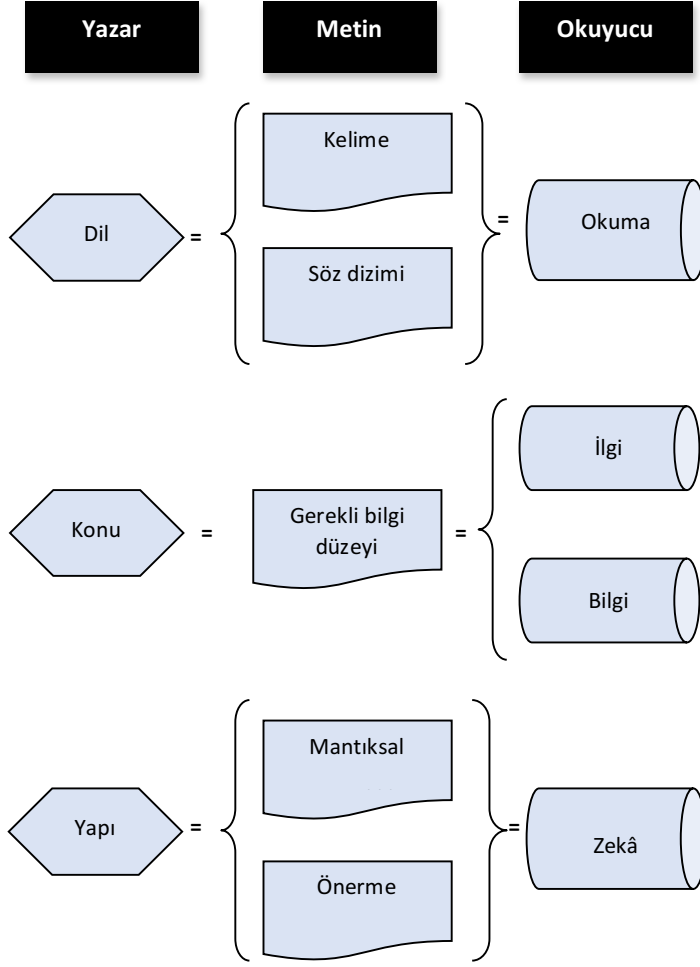 Yazar
Metin
Okuyucu
Kelime
Dil
=
=
Okuma
Söz dizimi
İlgi
Konu
=
Gerekli bilgi
düzeyi
=
Bilgi
Mantıksal
Yapı
=
=
Zekâ
Önerme